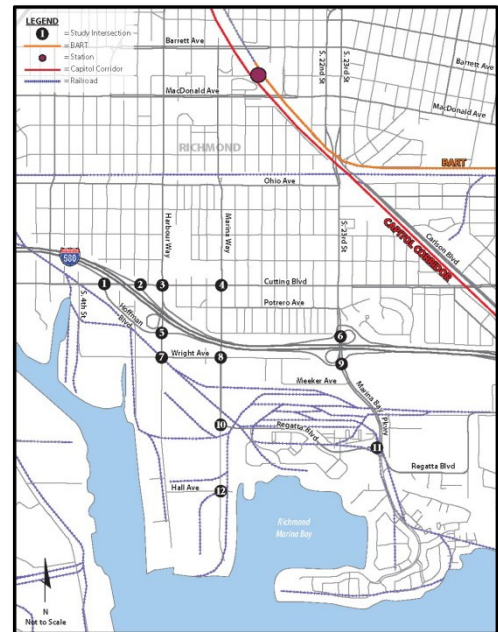 LEGEND
1 = Study Intersection
= BART
= Station
= Capitol Corridor
= Railroad
Barrett Ave
S. 22nd St
S. 23rd St
Barrett Ave
MacDonald Ave
MacDonald Ave
RICHMOND
BART
Ohio Ave
Harbour Way
Marina Way
S. 23rd St
Carlson Blvd
CAPITOL CORRIDOR
580
1
2
3
4
Cutting Blvd
S. 4th St
Hoffman Blvd
Potrero Ave
5
6
7
Wright Ave
8
9
Meeker Ave
Marina Bay Pkwy
10
Regatta Blvd
11
Regatta Blvd
Hall Ave
12
Richmond
Marina Bay
N
Not to Scale